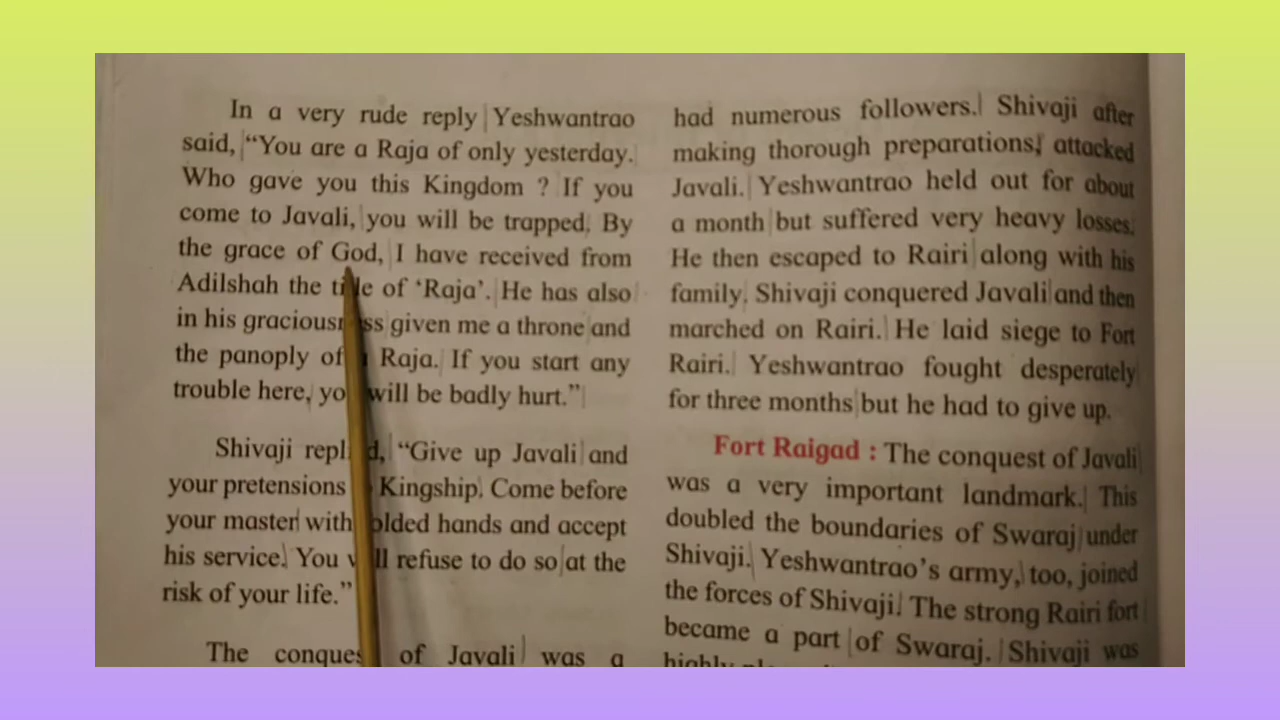 In a very rude reply Yeshwantrao
said, “You are a Raja of only yesterday.
Who gave you this Kingdom ? If you
come to Javali, you will be trapped. By
the grace of God, I have received from
Adilshah the title of ‘Raja’. He has also
in his graciousness given me a throne and
the panoply of Raja. If you start any
trouble here, you will be badly hurt.”
Shivaji replied, “Give up Javali and
your pretensions Kingship. Come before
your master with folded hands and accept
his service. You will refuse to do so at the
risk of your life.”
The conquest of Javali was a
had numerous followers. Shivaji after
making thorough preparations, attacked
Javali. Yeshwantrao held out for about
a month but suffered very heavy losses.
He then escaped to Rairi along with his
family. Shivaji conquered Javali and then
marched on Rairi. He laid siege to Fort
Rairi. Yeshwantrao fought desperately
for three months but he had to give up.
Fort Raigad : The conquest of Javali
was a very important landmark. This
doubled the boundaries of Swaraj under
Shivaji. Yeshwantrao’s army, too, joined
the forces of Shivaji. The strong Rairi fort
became a part of Swaraj. Shivaji was
highly